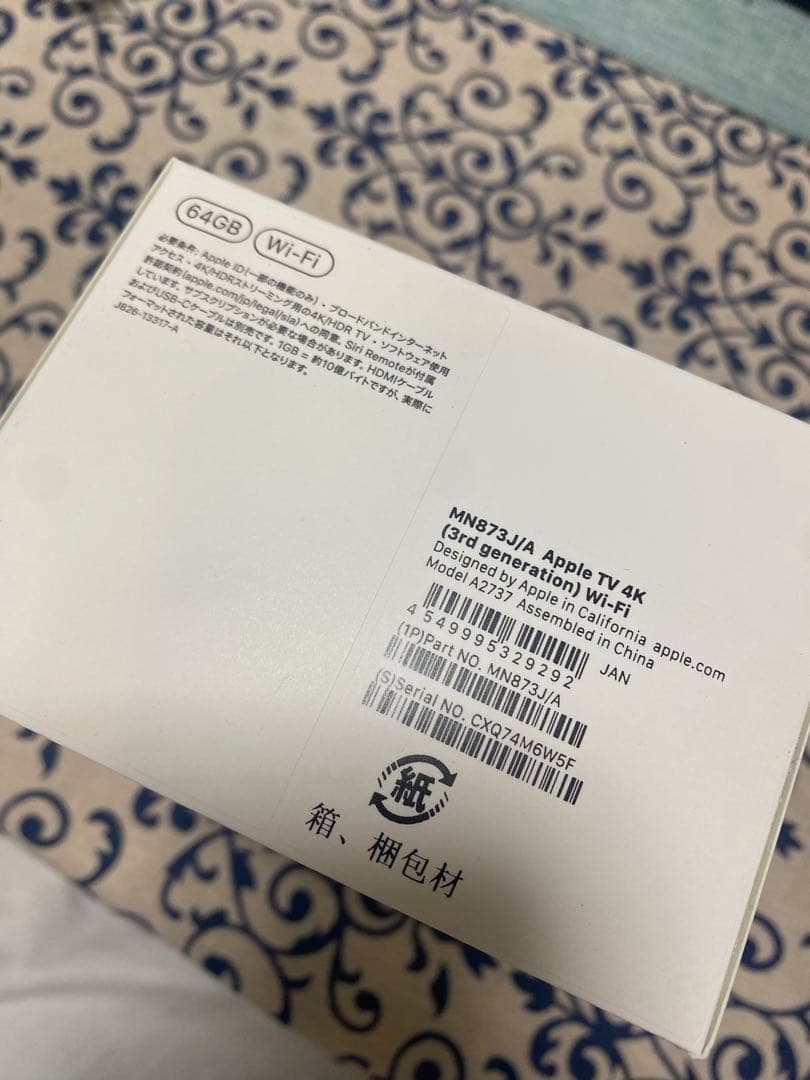 64GB Wi-Fi
必要条件: Apple ID(一部の機能のみ)・ブロードバンドインターネット
アクセス・4K/HDRストリーミング用の4K/HDR TV・ソフトウェア使用
許諾契約(apple.com/jp/legal/sla)への同意。Siri Remoteが付属
しています。サブスクリプションが必要な場合があります。HDMIケーブル
およびUSB-Cケーブルは別売です。1GB = 約10億バイトですが、実際に
フォーマットされた容量はそれ以下となります。
J826-13317-A
MN873J/A Apple TV 4K
(3rd generation) Wi-Fi
Designed by Apple in California apple.com
Model A2737 Assembled in China
4549995329292 JAN
(1P)Part NO. MN873J/A
(S)Serial NO. CXQ74M6W5F
紙
箱、梱包材